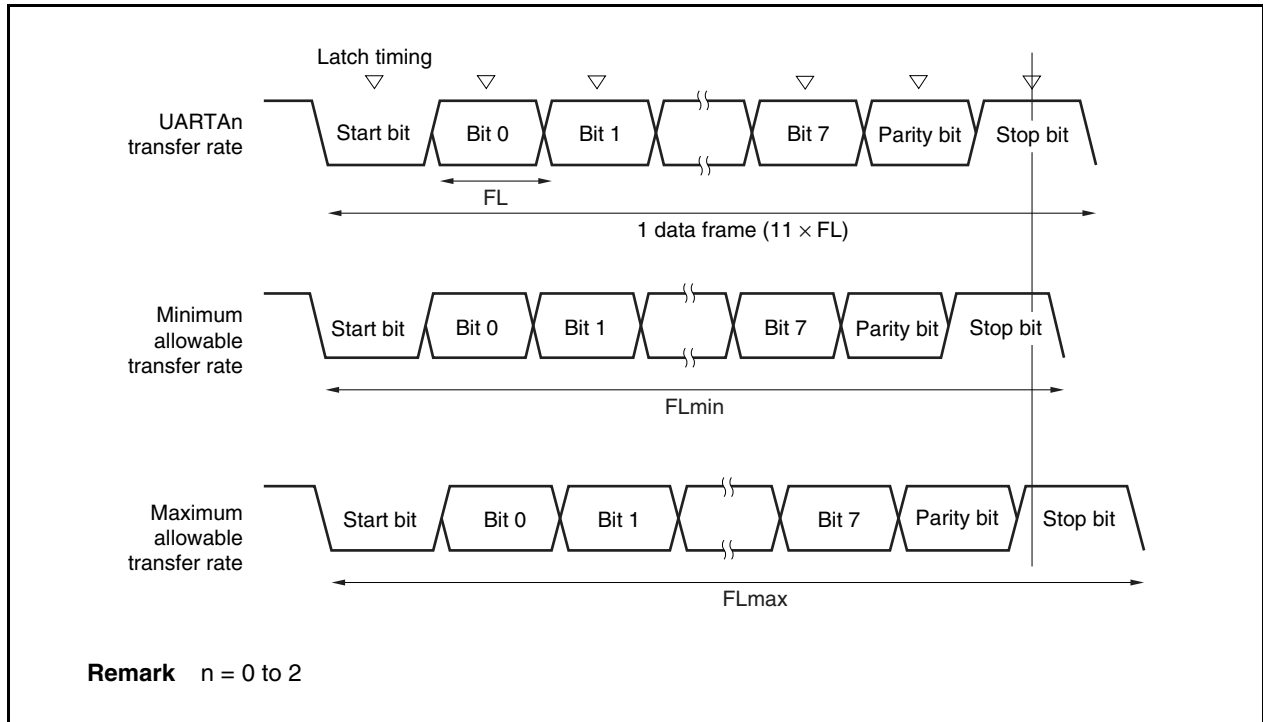 Latch timing
UARTAn
transfer rate
Start bit Bit 0 Bit 1 Bit 7 Parity bit Stop bit
FL
1 data frame (11 × FL)
Minimum
allowable
transfer rate
Start bit Bit 0 Bit 1 Bit 7 Parity bit Stop bit
FLmin
Maximum
allowable
transfer rate
Start bit Bit 0 Bit 1 Bit 7 Parity bit Stop bit
FLmax
Remark n = 0 to 2